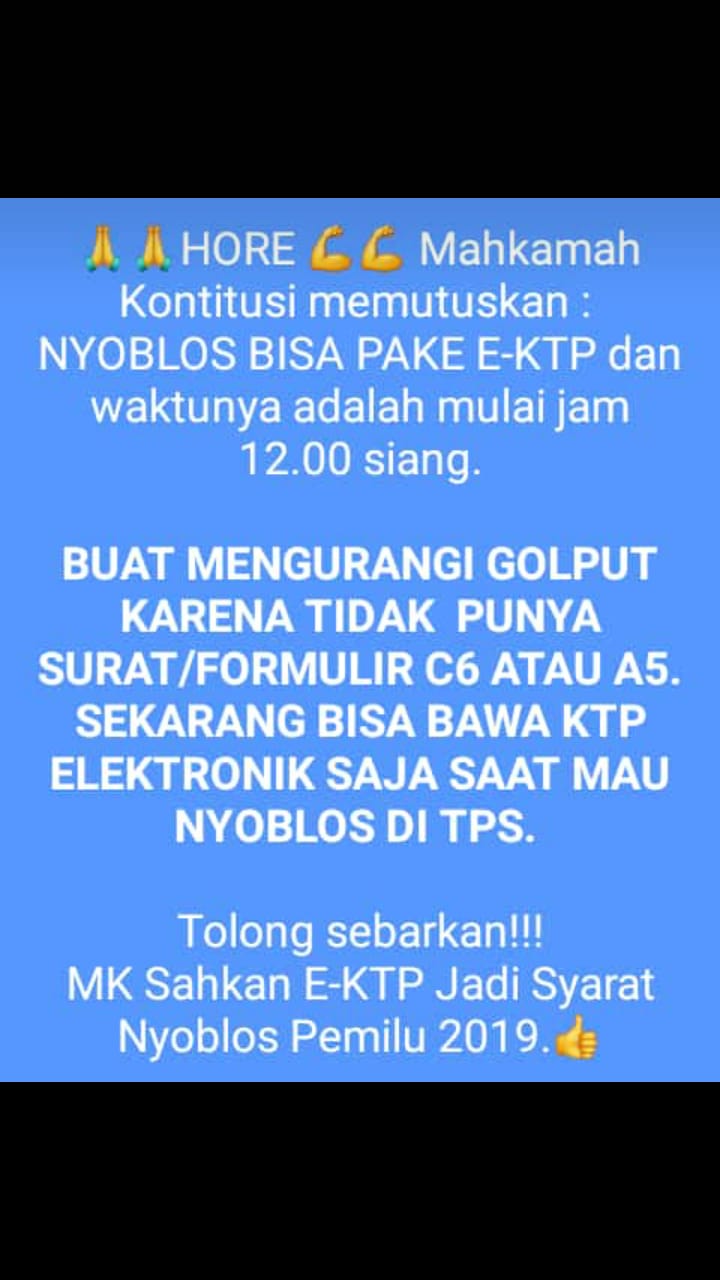 🙏🙏HORE 💪💪 Mahkamah
Kontitusi memutuskan :
NYOBLOS BISA PAKE E-KTP dan
waktunya adalah mulai jam
12.00 siang.
BUAT MENGURANGI GOLPUT
KARENA TIDAK  PUNYA
SURAT/FORMULIR C6 ATAU A5.
SEKARANG BISA BAWA KTP
ELEKTRONIK SAJA SAAT MAU
NYOBLOS DI TPS.
Tolong sebarkan!!!
MK Sahkan E-KTP Jadi Syarat
Nyoblos Pemilu 2019.👍